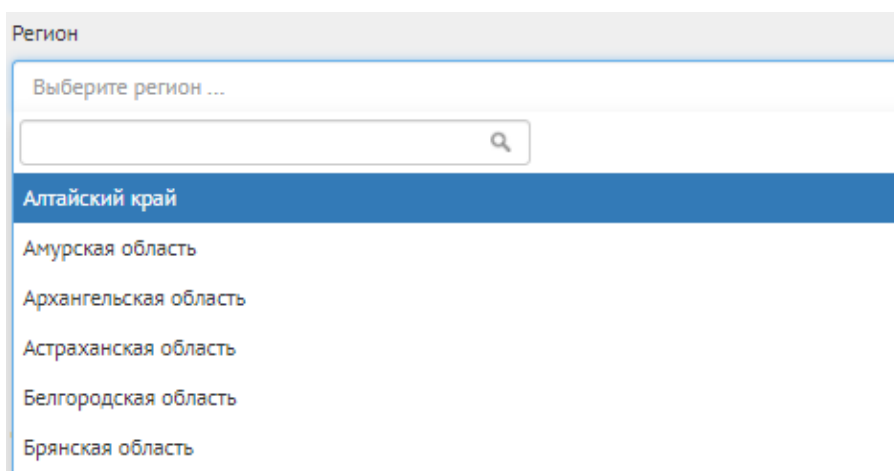 Регион
Выберите регион ...
Алтайский край
Амурская область
Архангельская область
Астраханская область
Белгородская область
Брянская область